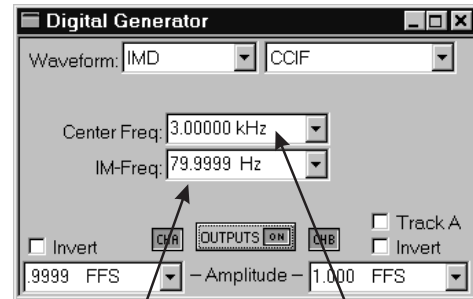 Digital Generator
Waveform: IMD CCIF
Center Freq: 3.00000 kHz
IM-Freq: 79.9999 Hz
Track A
Invert CHA OUTPUTS ON CHB Invert
.9999 FFS – Amplitude – 1.000 FFS